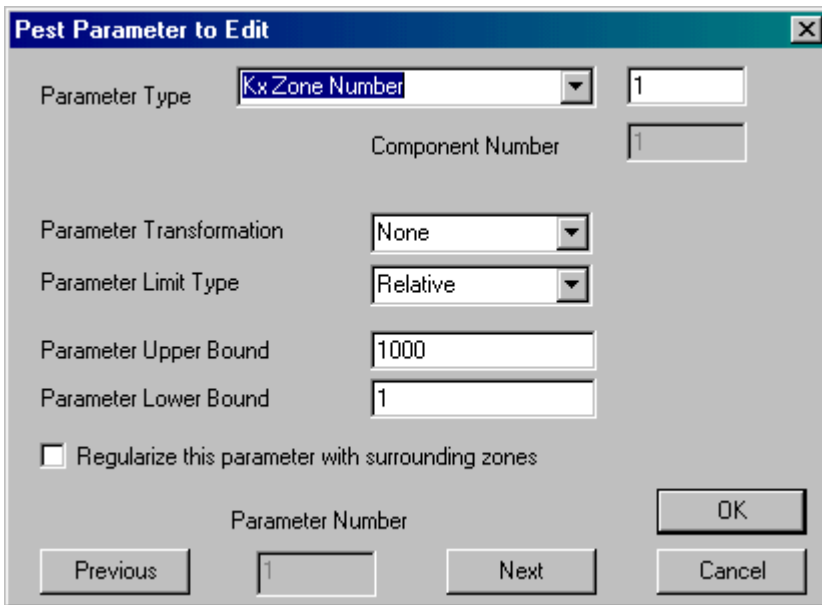 Pest Parameter to Edit
Parameter Type Kx Zone Number 1
Component Number 1
Parameter Transformation None
Parameter Limit Type Relative
Parameter Upper Bound 1000
Parameter Lower Bound 1
Regularize this parameter with surrounding zones
OK
Parameter Number
Previous 1 Next Cancel